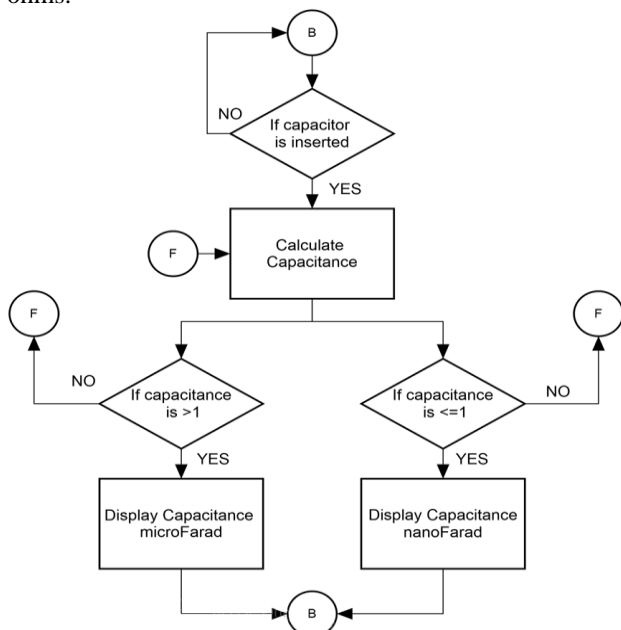 ohms.
B
NO
If capacitor
is inserted
YES
F
Calculate
Capacitance
F
F
NO
If capacitance
is >1
If capacitance
is <=1
NO
YES
YES
Display Capacitance
microFarad
Display Capacitance
nanoFarad
B